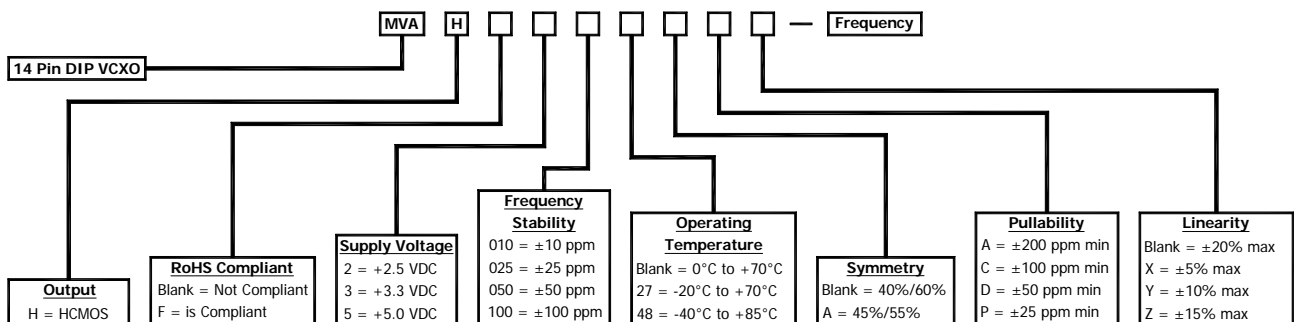 MVA H — Frequency
14 Pin DIP VCXO
Output
H = HCMOS
RoHS Compliant
Blank = Not Compliant
F = is Compliant
Supply Voltage
2 = +2.5 VDC
3 = +3.3 VDC
5 = +5.0 VDC
Frequency
Stability
010 = ±10 ppm
025 = ±25 ppm
050 = ±50 ppm
100 = ±100 ppm
Operating
Temperature
Blank = 0°C to +70°C
27 = -20°C to +70°C
48 = -40°C to +85°C
Symmetry
Blank = 40%/60%
A = 45%/55%
Pullability
A = ±200 ppm min
C = ±100 ppm min
D = ±50 ppm min
P = ±25 ppm min
Linearity
Blank = ±20% max
X = ±5% max
Y = ±10% max
Z = ±15% max